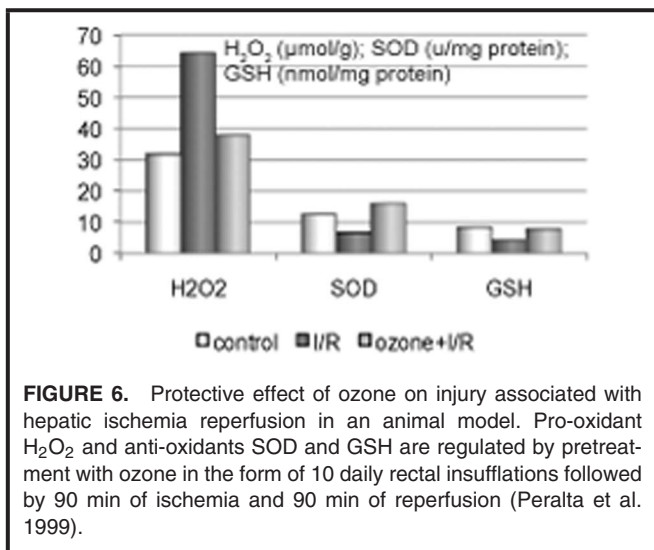 70
60
50
40
30
20
10
0
H₂O₂ (µmol/g); SOD (u/mg protein);
GSH (nmol/mg protein)
H2O2 SOD GSH
control I/R ozone+I/R
FIGURE 6. Protective effect of ozone on injury associated with
hepatic ischemia reperfusion in an animal model. Pro-oxidant
H₂O₂ and anti-oxidants SOD and GSH are regulated by pretreat-
ment with ozone in the form of 10 daily rectal insufflations followed
by 90 min of ischemia and 90 min of reperfusion (Peralta et al.
1999).